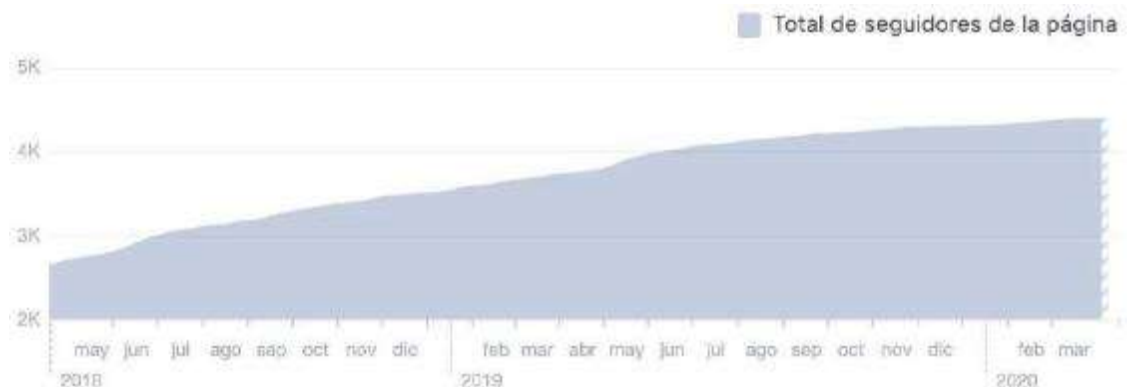 Total de seguidores de la página
5K
4K
3K
2K
may jun jul ago sep oct nov dic feb mar abr may jun jul ago sep oct nov dic feb mar
2018 2019 2020